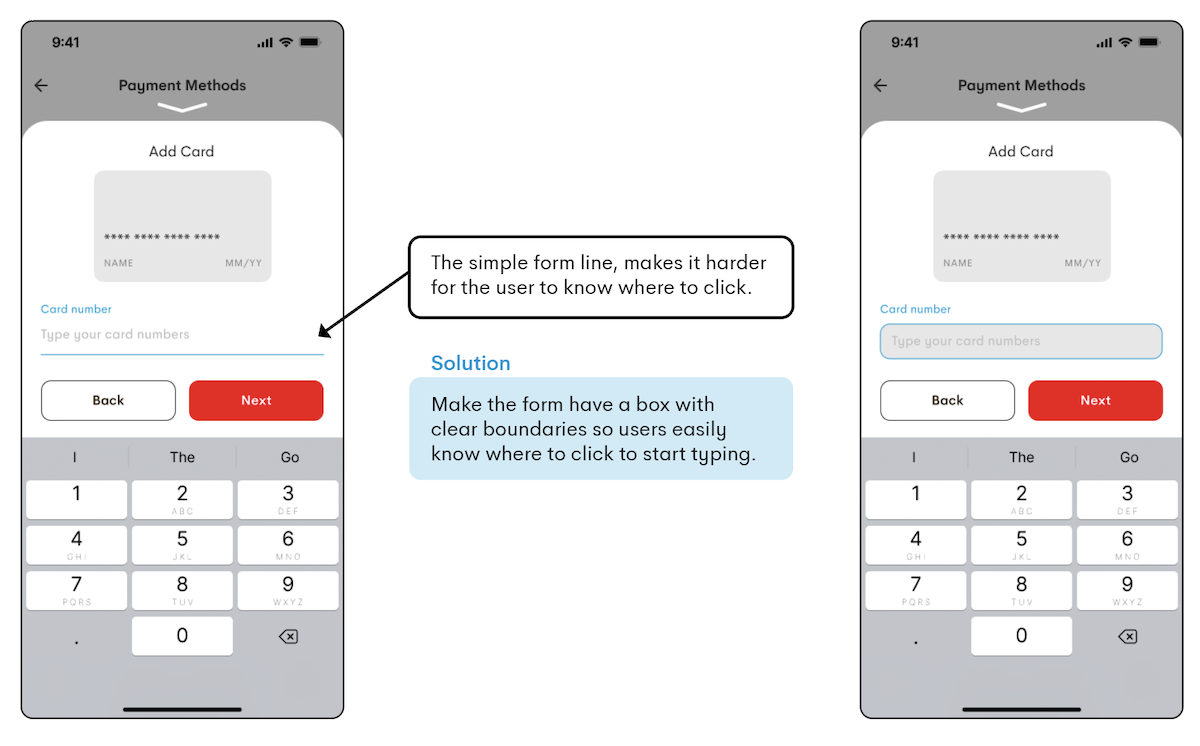 9:41
Payment Methods
Add Card
**** **** **** ****
NAME MM/YY
Card number
Type your card numbers
Back Next
I The Go
1 2 3
ABC DEF
4 5 6
GHI JKL MNO
7 8 9
PQRS TUV WXYZ
. 0
The simple form line, makes it harder
for the user to know where to click.
Solution
Make the form have a box with
clear boundaries so users easily
know where to click to start typing.
9:41
Payment Methods
Add Card
**** **** **** ****
NAME MM/YY
Card number
Type your card numbers
Back Next
I The Go
1 2 3
ABC DEF
4 5 6
GHI JKL MNO
7 8 9
PQRS TUV WXYZ
. 0